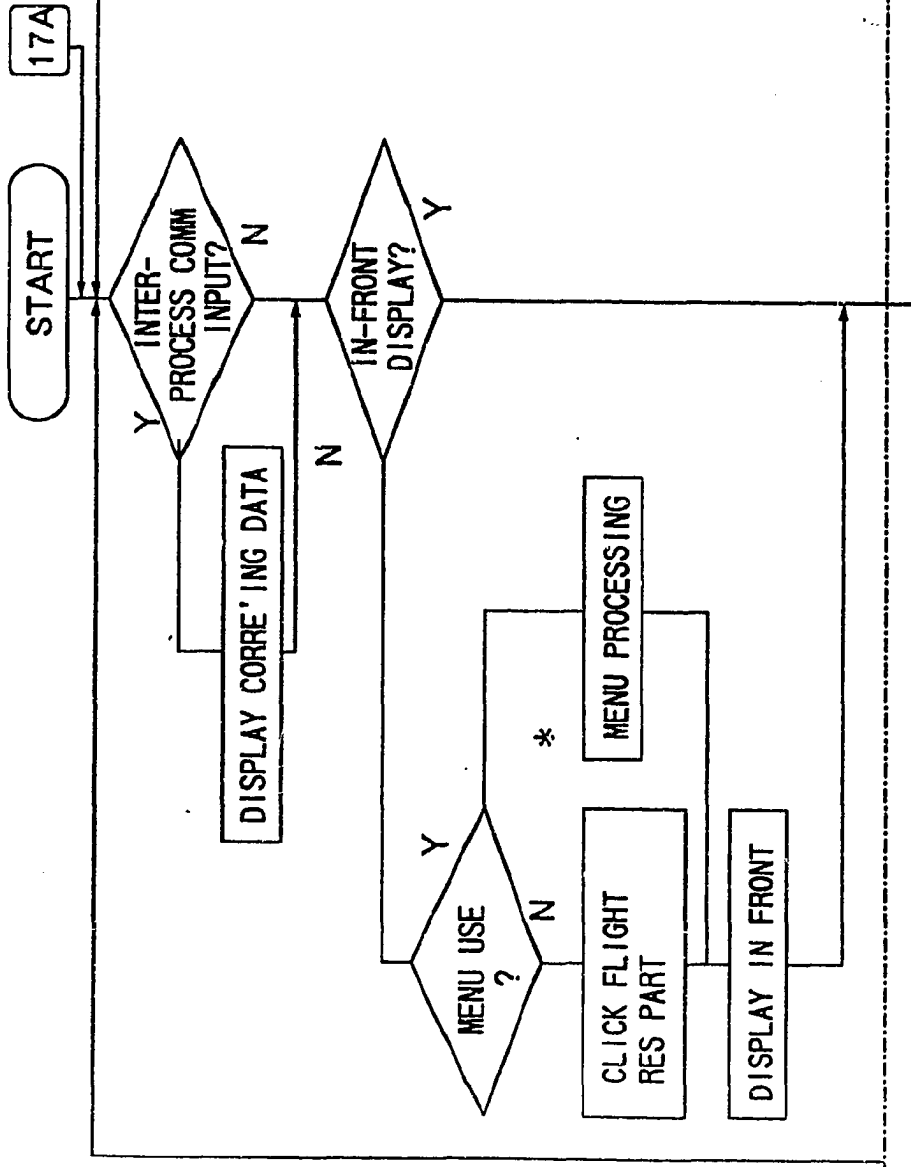 START
17A
INTER-
PROCESS COMM
INPUT?
Y
N
DISPLAY CORRE'ING DATA
IN-FRONT
DISPLAY?
N
Y
MENU USE
?
Y
N
*
MENU PROCESSING
CLICK FLIGHT
RES PART
DISPLAY IN FRONT